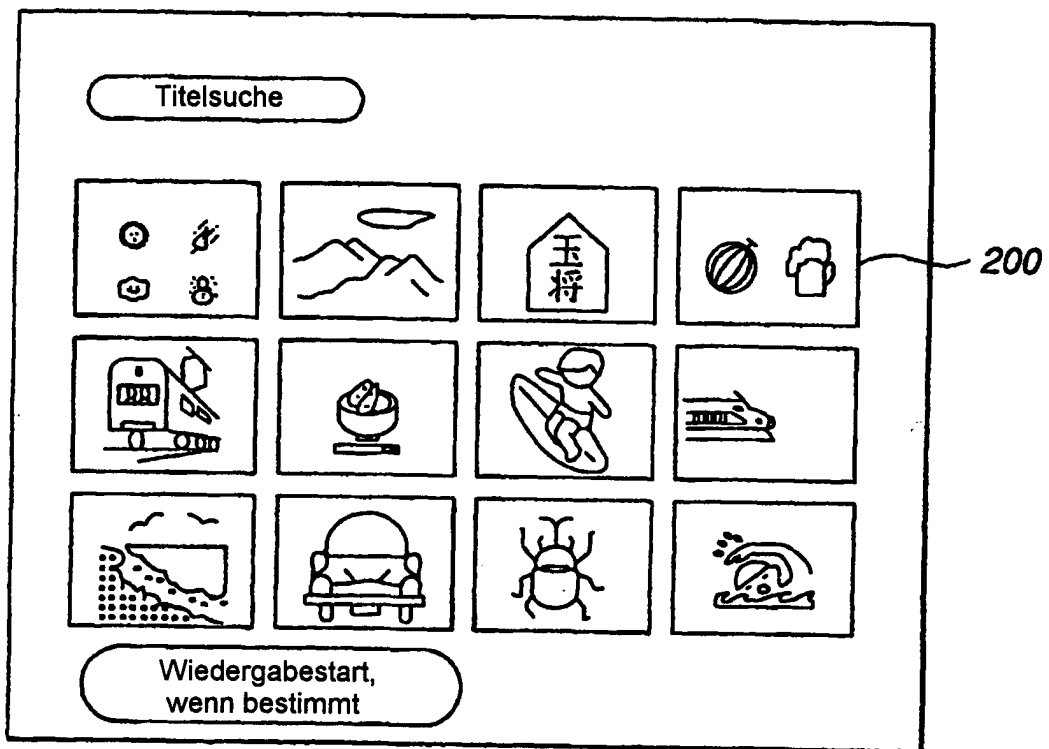 Titelsuche
玉
将
200
Wiedergabestart,
wenn bestimmt